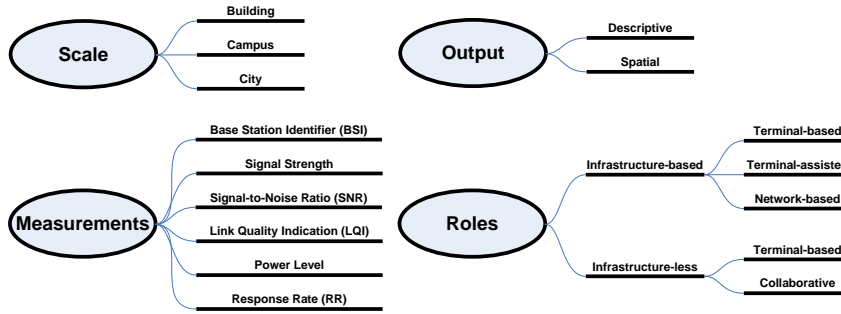 Scale
Building
Campus
City
Output
Descriptive
Spatial
Measurements
Base Station Identifier (BSI)
Signal Strength
Signal-to-Noise Ratio (SNR)
Link Quality Indication (LQI)
Power Level
Response Rate (RR)
Roles
Infrastructure-based
Terminal-based
Terminal-assiste
Network-based
Infrastructure-less
Terminal-based
Collaborative